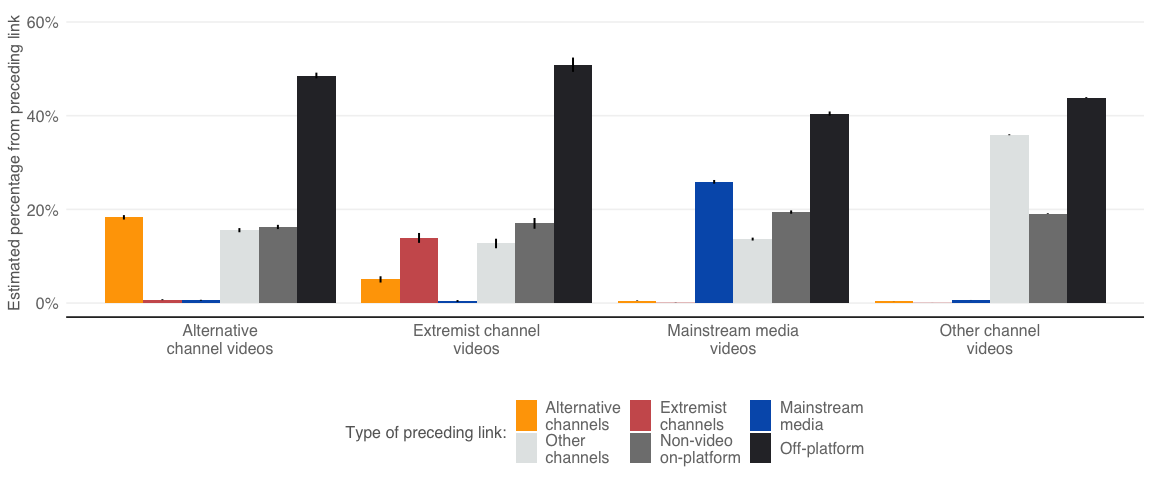 Estimated percentage from preceding link
60%
40%
20%
0%
Alternative
channel videos
Extremist channel
videos
Mainstream media
videos
Other channel
videos
Type of preceding link:
Alternative
channels
Extremist
channels
Mainstream
media
Other
channels
Non-video
on-platform
Off-platform